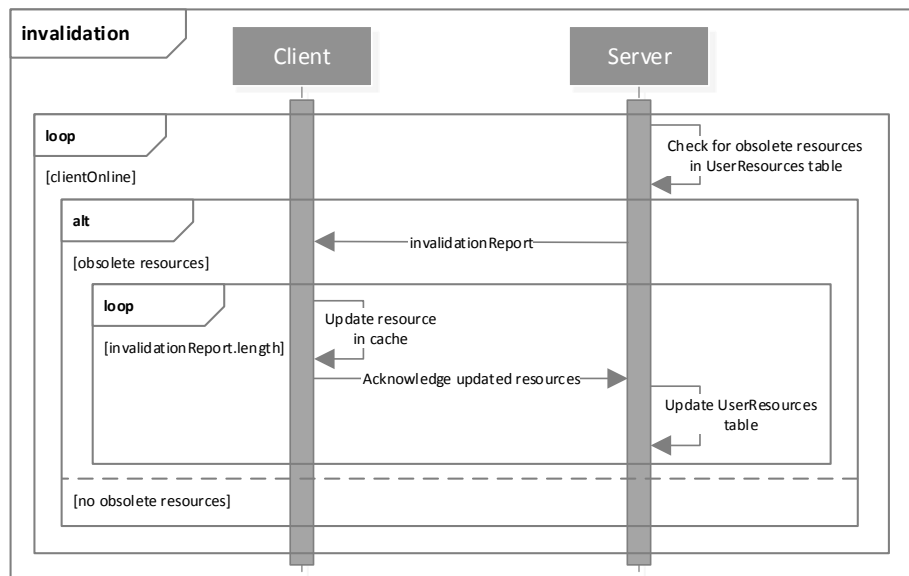 invalidation
Client
Server
loop
Check for obsolete resources
in UserResources table
[clientOnline]
alt
invalidationReport
[obsolete resources]
loop
Update resource
in cache
[invalidationReport.length]
Acknowledge updated resources
Update UserResources
table
[no obsolete resources]